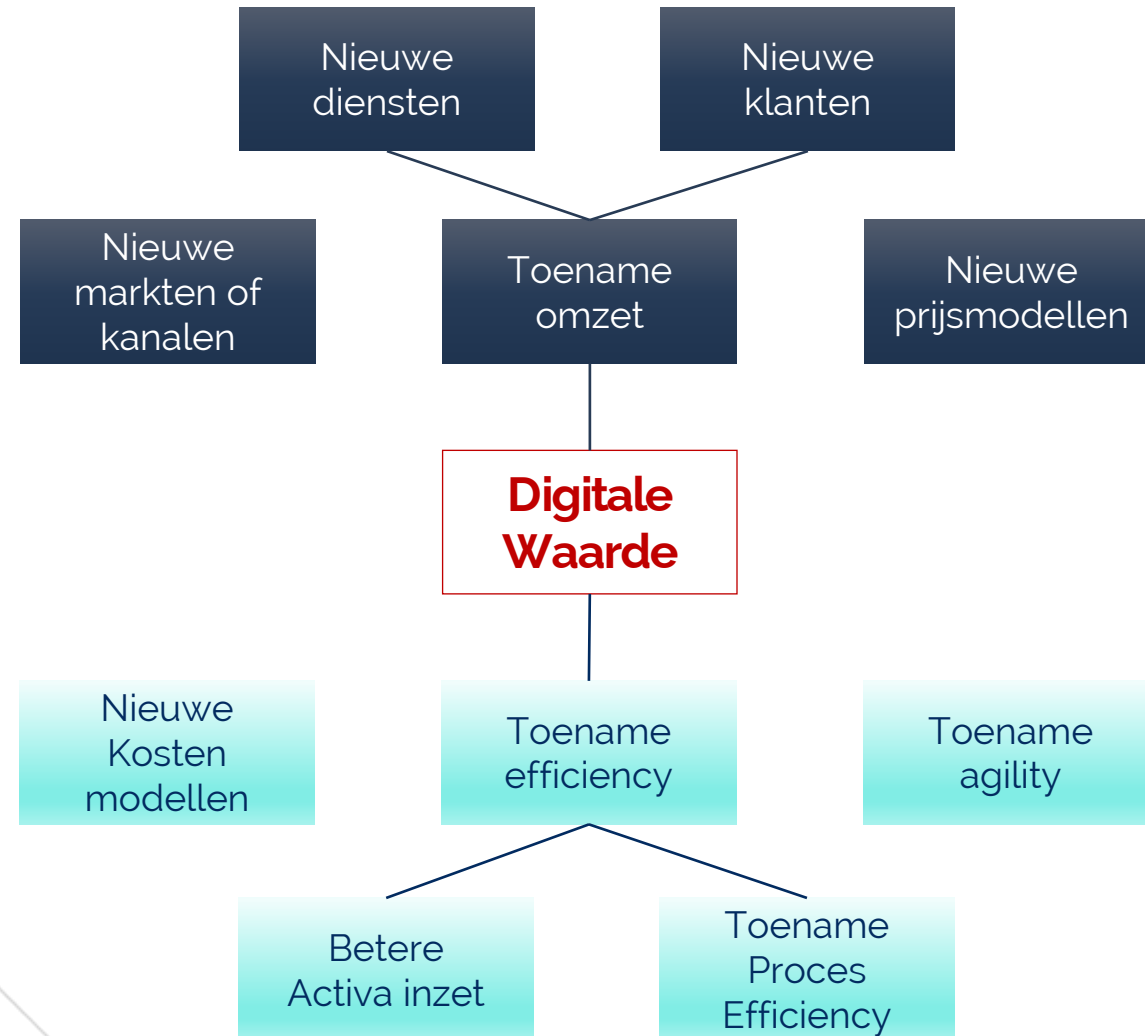 Nieuwe
diensten
Nieuwe
klanten
Nieuwe
markten of
kanalen
Toename
omzet
Nieuwe
prijsmodellen
Digitale
Waarde
Nieuwe
Kosten
modellen
Toename
efficiency
Toename
agility
Betere
Activa inzet
Toename
Proces
Efficiency